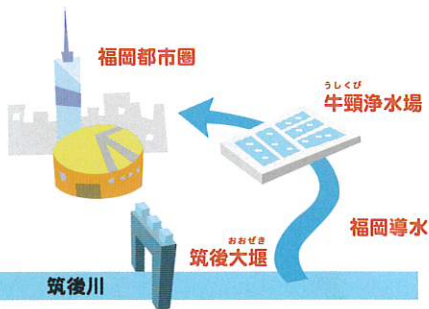 福岡都市圏
うしくび
牛頸浄水場
福岡導水
おおぜき
筑後大堰
筑後川